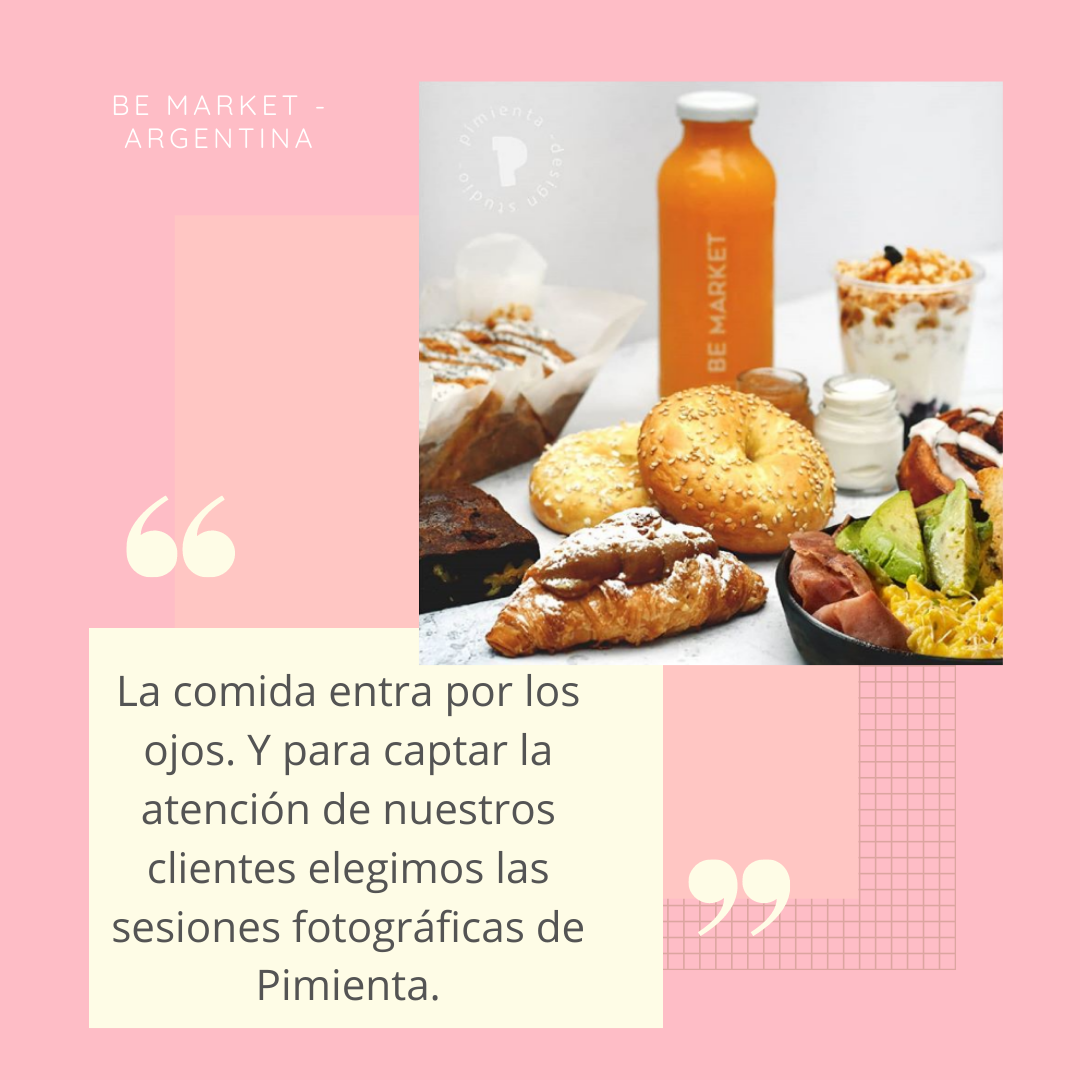 BE MARKET -
ARGENTINA
pimienta -design studio-
P
BE MARKET
“
La comida entra por los
ojos. Y para captar la
atención de nuestros
clientes elegimos las
sesiones fotográficas de
Pimienta.
”